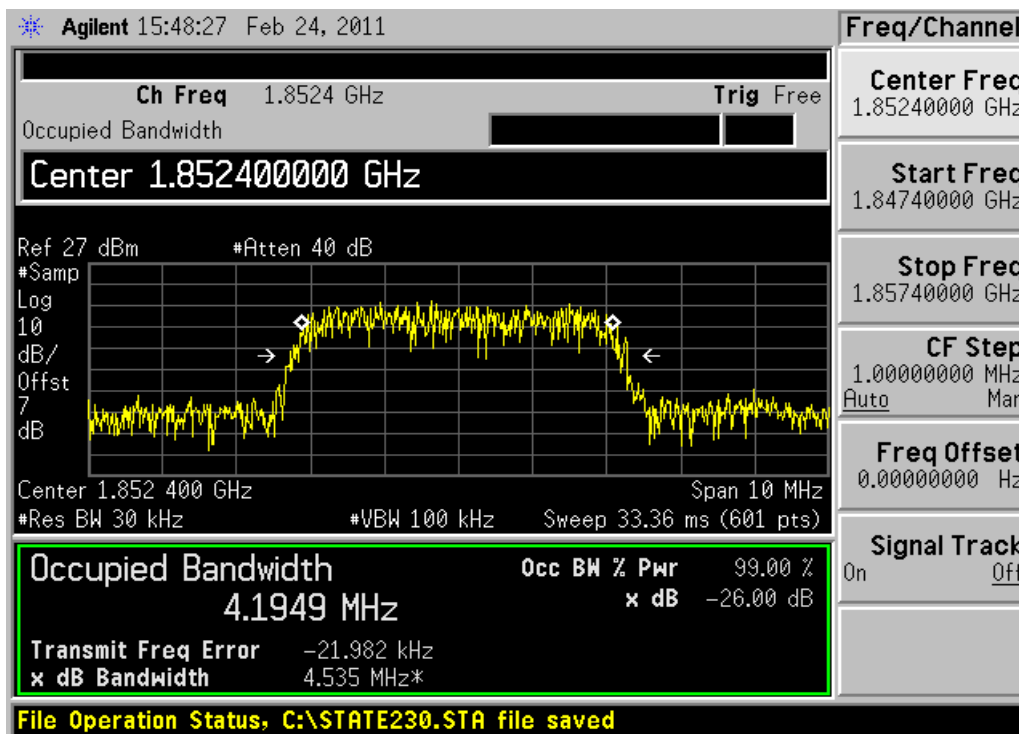 Agilent 15:48:27 Feb 24, 2011
Freq/Channel
Ch Freq 1.8524 GHz Trig Free
Occupied Bandwidth
Center 1.852400000 GHz
Ref 27 dBm #Atten 40 dB
#Samp
Log
10
dB/
Offst
7
dB
Center 1.852 400 GHz Span 10 MHz
#Res BW 30 kHz #VBW 100 kHz Sweep 33.36 ms (601 pts)
Occupied Bandwidth
4.1949 MHz
Occ BW % Pwr 99.00 %
x dB -26.00 dB
Transmit Freq Error -21.982 kHz
x dB Bandwidth 4.535 MHz*
File Operation Status, C:\STATE230.STA file saved
Center Freq
1.85240000 GHz
Start Freq
1.84740000 GHz
Stop Freq
1.85740000 GHz
CF Step
1.00000000 MHz
Auto Man
Freq Offset
0.00000000 Hz
Signal Track
On Off